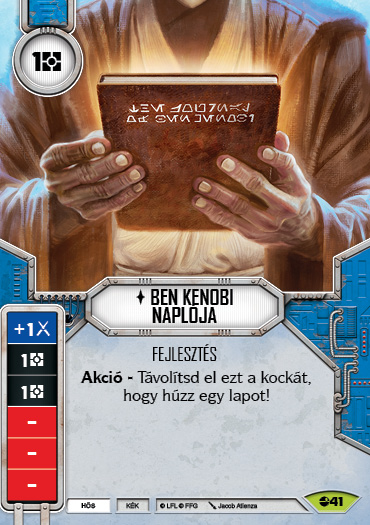 1
BEN KENOBI
NAPLÓJA
FEJLESZTÉS
Akció - Távolítsd el ezt a kockát,
hogy húzz egy lapot!
+1X
1
1
-
-
-
HŐS
KÉK
© LFL © FFG
Jacob Atienza
41